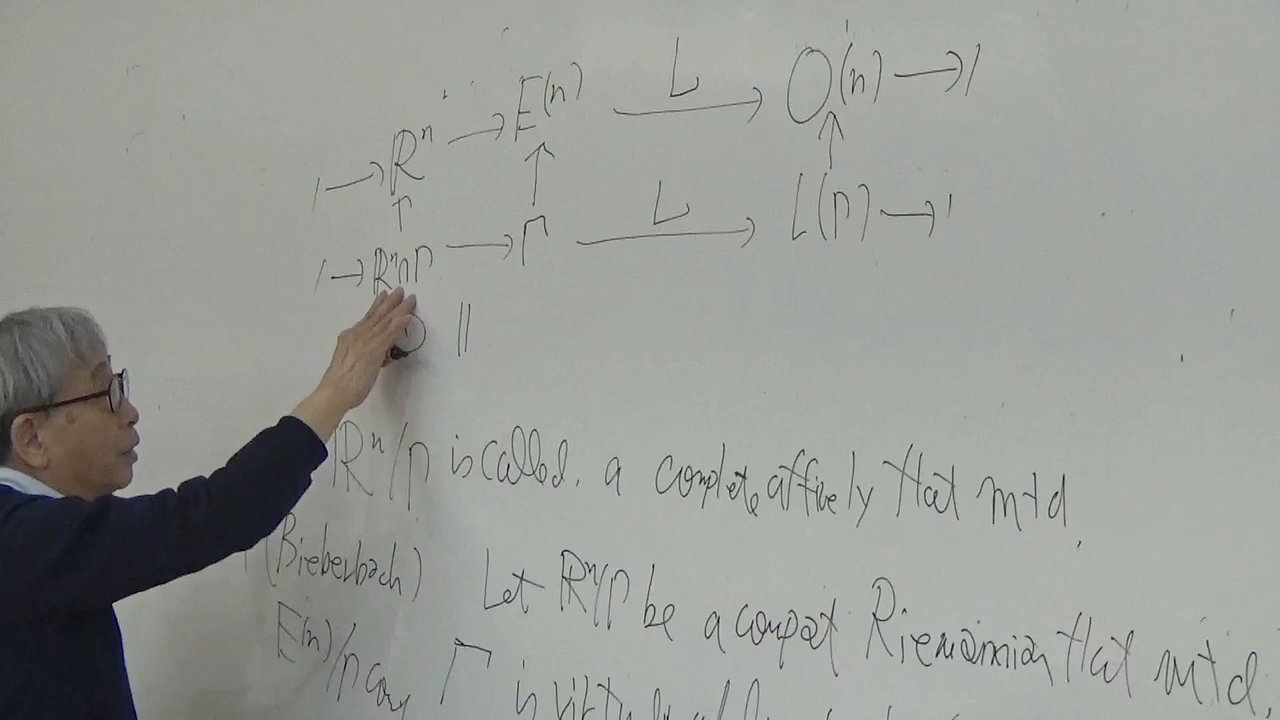 1 → Rⁿ → E(n) —L→ O(n) → 1
↑ ↑ ↑
1 → Rⁿ∩Γ → Γ —L→ L(Γ) → 1
||
ℝⁿ/Γ is called. a complete affinely flat mfd.
(Bieberbach) Let ℝⁿ/Γ be a compact Riemannian flat mfd.
E(n)/Γ Γ is